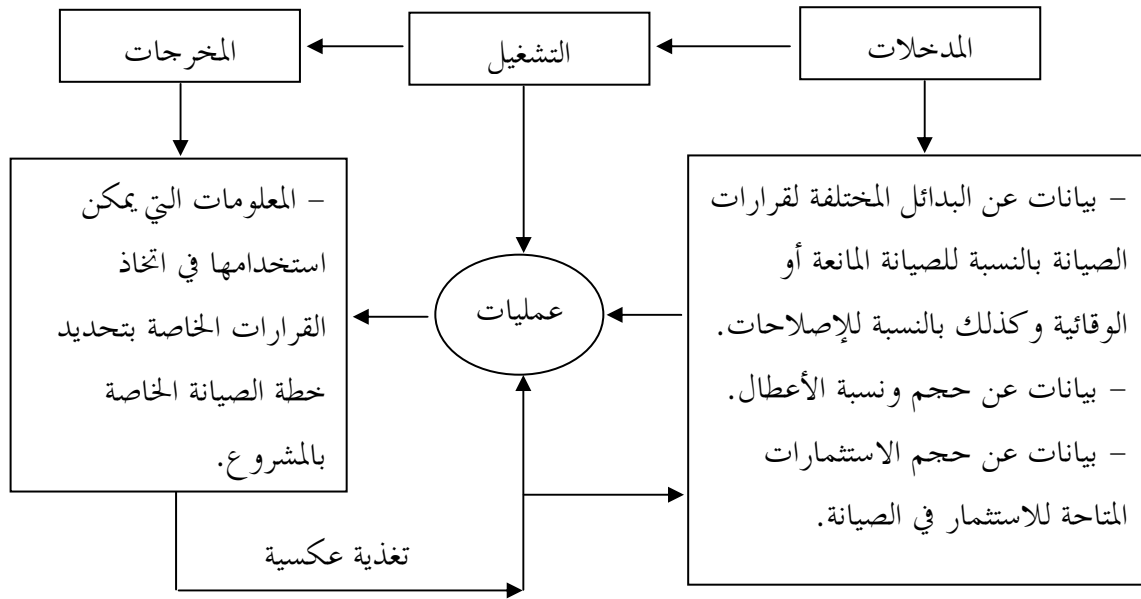 المدخلات
التشغيل
المخرجات
– بيانات عن البدائل المختلفة لقرارات
الصيانة بالنسبة للصيانة المانعة أو
الوقائية وكذلك بالنسبة للإصلاحات.
– بيانات عن حجم ونسبة الأعطال.
– بيانات عن حجم الاستثمارات
المتاحة للاستثمار في الصيانة.
عمليات
– المعلومات التي يمكن
استخدامها في اتخاذ
القرارات الخاصة بتحديد
خطة الصيانة الخاصة
بالمشروع.
تغذية عكسية